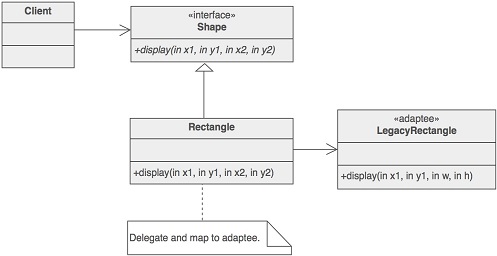 Client
«interface»
Shape
+display(in x1, in y1, in x2, in y2)
Rectangle
+display(in x1, in y1, in x2, in y2)
«adaptee»
LegacyRectangle
+display(in x1, in y1, in w, in h)
Delegate and map to adaptee.